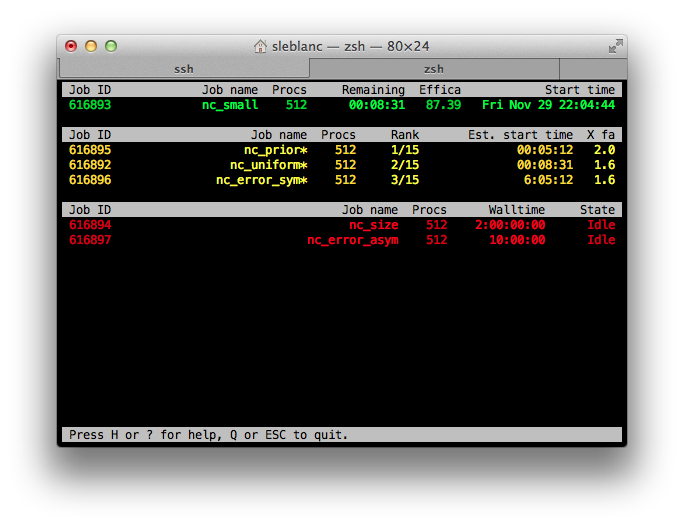 sleblanc — zsh — 80×24
ssh zsh
Job ID Job name Procs Remaining Effica Start time
616893 nc_small 512 00:08:31 87.39 Fri Nov 29 22:04:44
Job ID Job name Procs Rank Est. start time X fa
616895 nc_prior* 512 1/15 00:05:12 2.0
616892 nc_uniform* 512 2/15 00:08:31 1.6
616896 nc_error_sym* 512 3/15 6:05:12 1.6
Job ID Job name Procs Walltime State
616894 nc_size 512 2:00:00:00 Idle
616897 nc_error_asym 512 10:00:00 Idle
Press H or ? for help, Q or ESC to quit.